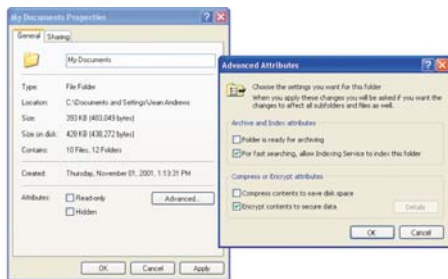 My Documents Properties
General Sharing
My Documents
Type: File Folder
Location: C:\Documents and Settings\Jean Andrews
Size: 393 KB (403,049 bytes)
Size on disk: 428 KB (438,272 bytes)
Contains: 10 Files, 12 Folders
Created: Thursday, November 01, 2001, 1:13:31 PM
Attributes: Read-only Advanced...
Hidden
OK Cancel Apply
Advanced Attributes
Choose the settings you want for this folder
When you apply these changes you will be asked if you want the
changes to affect all subfolders and files as well.
Archive and Index attributes
Folder is ready for archiving
For fast searching, allow Indexing Service to index this folder
Compress or Encrypt attributes
Compress contents to save disk space
Encrypt contents to secure data Details
OK Cancel